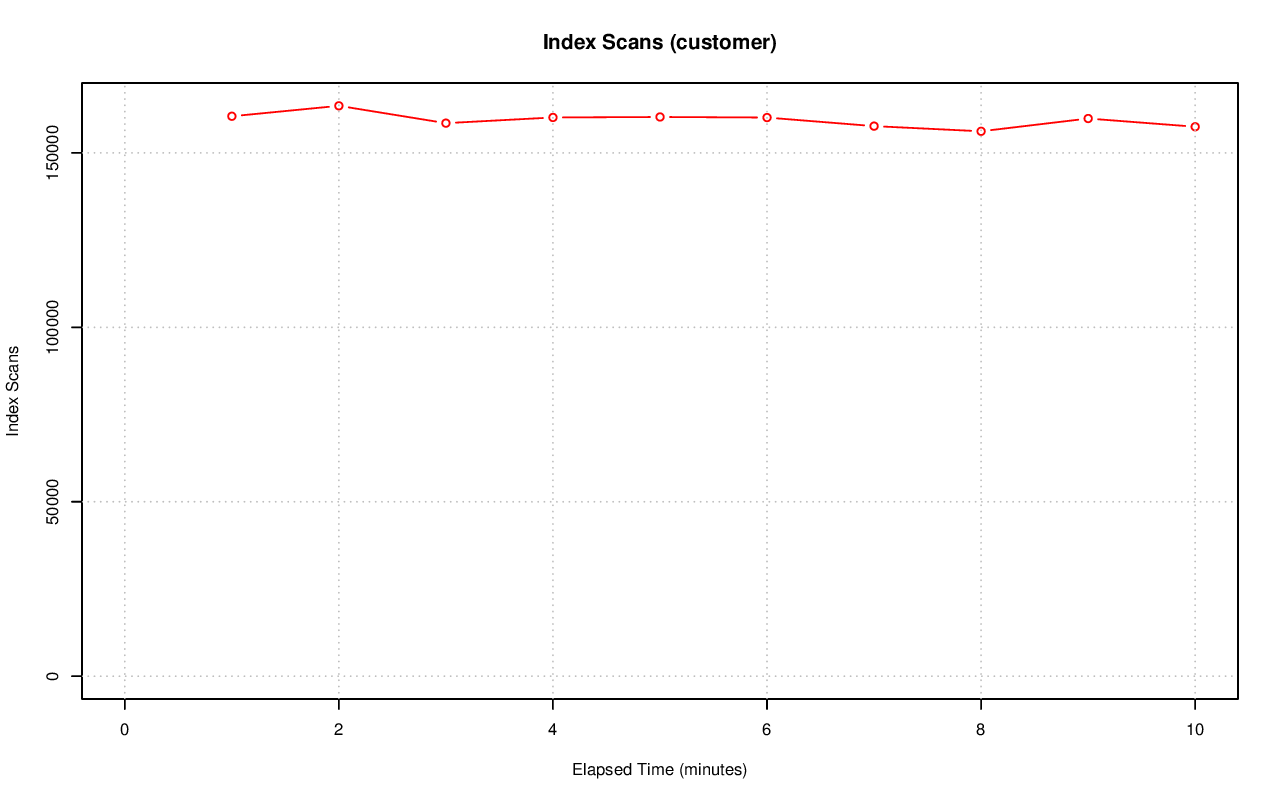 Index Scans (customer)
Index Scans
150000
100000
50000
0
0 2 4 6 8 10
Elapsed Time (minutes)